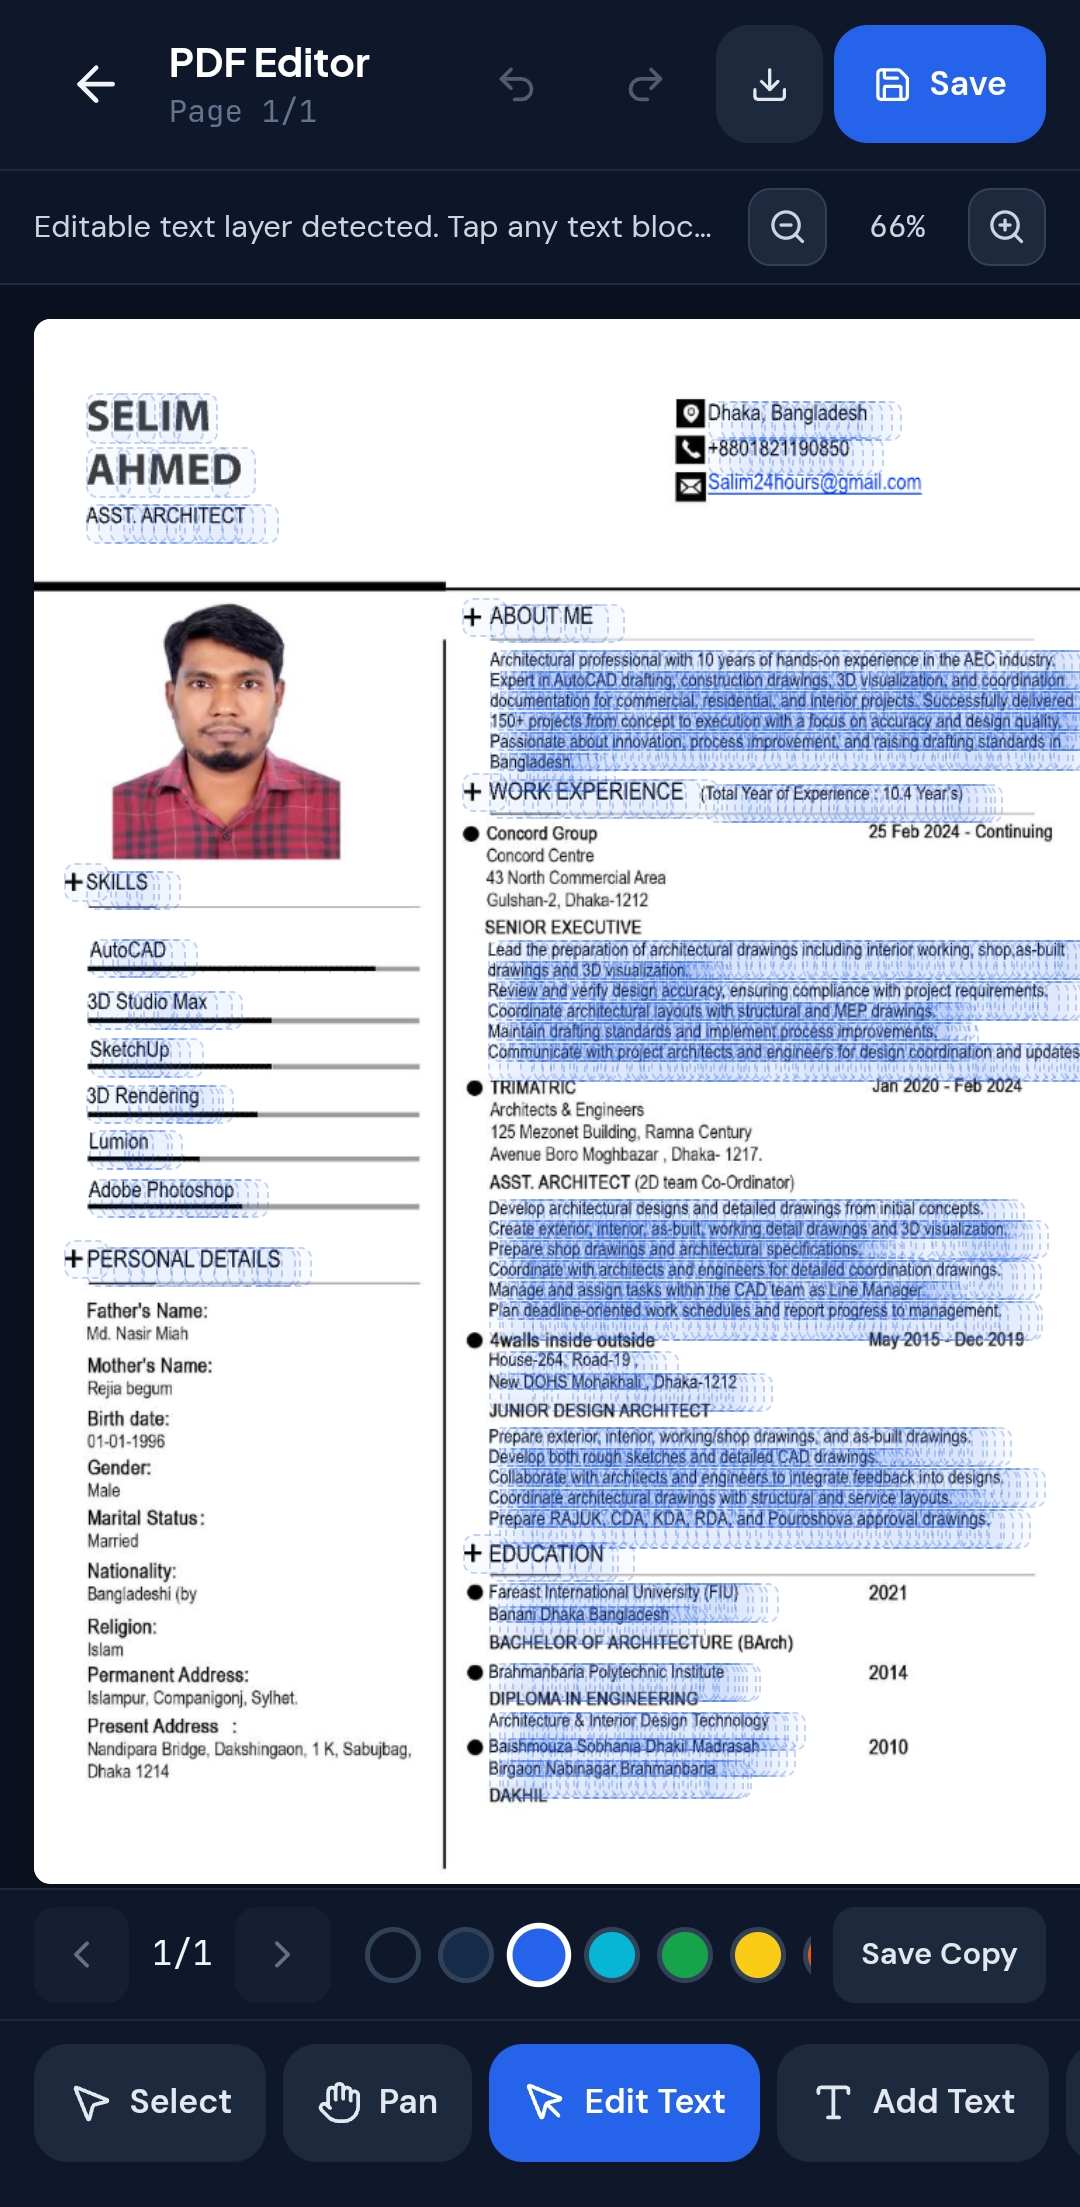 PDF Editor
Page 1/1
Save
Editable text layer detected. Tap any text bloc...
66%
SELIM
AHMED
ASST. ARCHITECT
Dhaka, Bangladesh
+8801821190850
Salim24hours@gmail.com
SKILLS
AutoCAD
3D Studio Max
SketchUp
3D Rendering
Lumion
Adobe Photoshop
PERSONAL DETAILS
Father's Name:
Md. Nasir Miah
Mother's Name:
Rejia begum
Birth date:
01-01-1996
Gender:
Male
Marital Status:
Married
Nationality:
Bangladeshi (by
Religion:
Islam
Permanent Address:
Islampur, Companigonj, Sylhet.
Present Address :
Nandipara Bridge, Dakshingaon, 1 K, Sabujbag,
Dhaka 1214
ABOUT ME
Architectural professional with 10 years of hands-on experience in the AEC industry.
Expert in AutoCAD drafting, construction drawings, 3D visualization, and coordination
documentation for commercial, residential, and interior projects. Successfully delivered
150+ projects from concept to execution with a focus on accuracy and design quality.
Passionate about innovation, process improvement, and raising drafting standards in
Bangladesh.
WORK EXPERIENCE (Total Year of Experience : 10.4 Year's)
Concord Group 25 Feb 2024 - Continuing
Concord Centre
43 North Commercial Area
Gulshan-2, Dhaka-1212
SENIOR EXECUTIVE
Lead the preparation of architectural drawings including interior working, shop,as-built
drawings and 3D visualization.
Review and verify design accuracy, ensuring compliance with project requirements.
Coordinate architectural layouts with structural and MEP drawings.
Maintain drafting standards and implement process improvements.
Communicate with project architects and engineers for design coordination and updates
TRIMATRIC Jan 2020 - Feb 2024
Architects & Engineers
125 Mezonet Building, Ramna Century
Avenue Boro Moghbazar , Dhaka- 1217.
ASST. ARCHITECT (2D team Co-Ordinator)
Develop architectural designs and detailed drawings from initial concepts.
Create exterior, interior, as-built, working detail drawings and 3D visualization.
Prepare shop drawings and architectural specifications.
Coordinate with architects and engineers for detailed coordination drawings.
Manage and assign tasks within the CAD team as Line Manager.
Plan deadline-oriented work schedules and report progress to management.
4walls inside outside May 2015 - Dec 2019
House-264, Road-19 ,
New DOHS Mohakhali , Dhaka-1212
JUNIOR DESIGN ARCHITECT
Prepare exterior, interior, working/shop drawings, and as-built drawings.
Develop both rough sketches and detailed CAD drawings.
Collaborate with architects and engineers to integrate feedback into designs.
Coordinate architectural drawings with structural and service layouts.
Prepare RAJUK, CDA, KDA, RDA, and Pouroshova approval drawings.
EDUCATION
Fareast International University (FIU) 2021
Banani Dhaka Bangladesh
BACHELOR OF ARCHITECTURE (BArch)
Brahmanbaria Polytechnic Institute 2014
DIPLOMA IN ENGINEERING
Architecture & Interior Design Technology
Baishmouza Sobhania Dhakil Madrasah 2010
Birgaon Nabinagar Brahmanbaria
DAKHIL
1/1
Save Copy
Select
Pan
Edit Text
Add Text